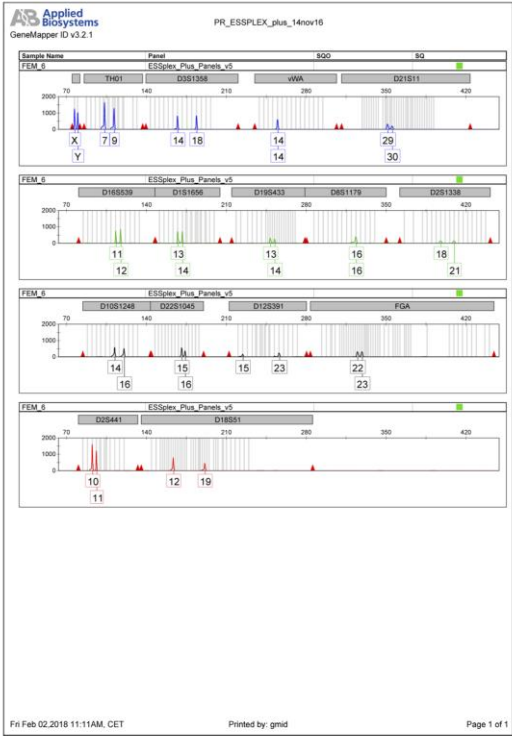 Applied
Biosystems
PR_ESSPLEX_plus_14nov16
GeneMapper ID v3.2.1
Sample Name Panel SQO SQ
FEM_6 ESSplex_Plus_Panels_v5
TH01 D3S1358 vWA D21S11
70 140 210 280 350 420
2000
1000
0
X 7 9 14 18 14 29
Y 14 30
FEM_6 ESSplex_Plus_Panels_v5
D16S539 D1S1656 D19S433 D8S1179 D2S1338
70 140 210 280 350 420
2000
1000
0
11 13 13 16 18
12 14 14 16 21
FEM_6 ESSplex_Plus_Panels_v5
D10S1248 D22S1045 D12S391 FGA
70 140 210 280 350 420
2000
1000
0
14 15 15 23 22
16 16 23
FEM_6 ESSplex_Plus_Panels_v5
D2S441 D18S51
70 140 210 280 350 420
2000
1000
0
10 12 19
11
Fri Feb 02,2018 11:11AM, CET Printed by: gmid Page 1 of 1